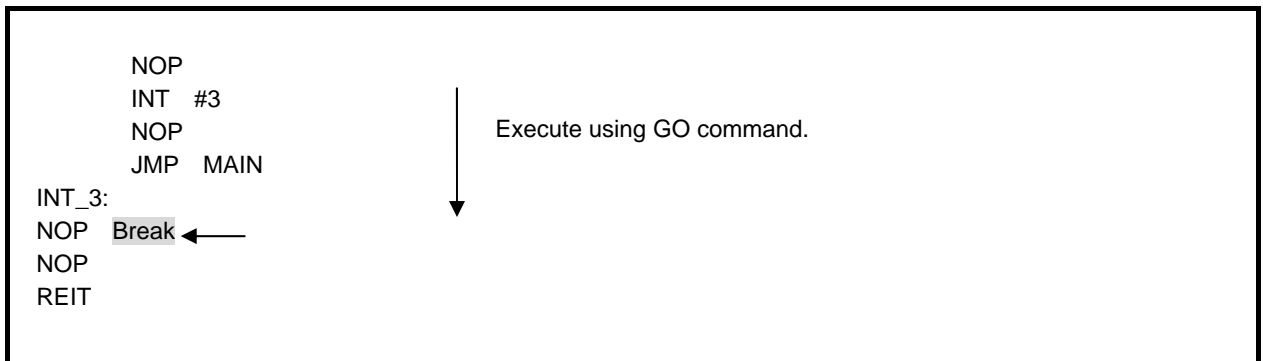 NOP
INT #3
NOP
Execute using GO command.
JMP MAIN
INT_3:
NOP Break
NOP
REIT